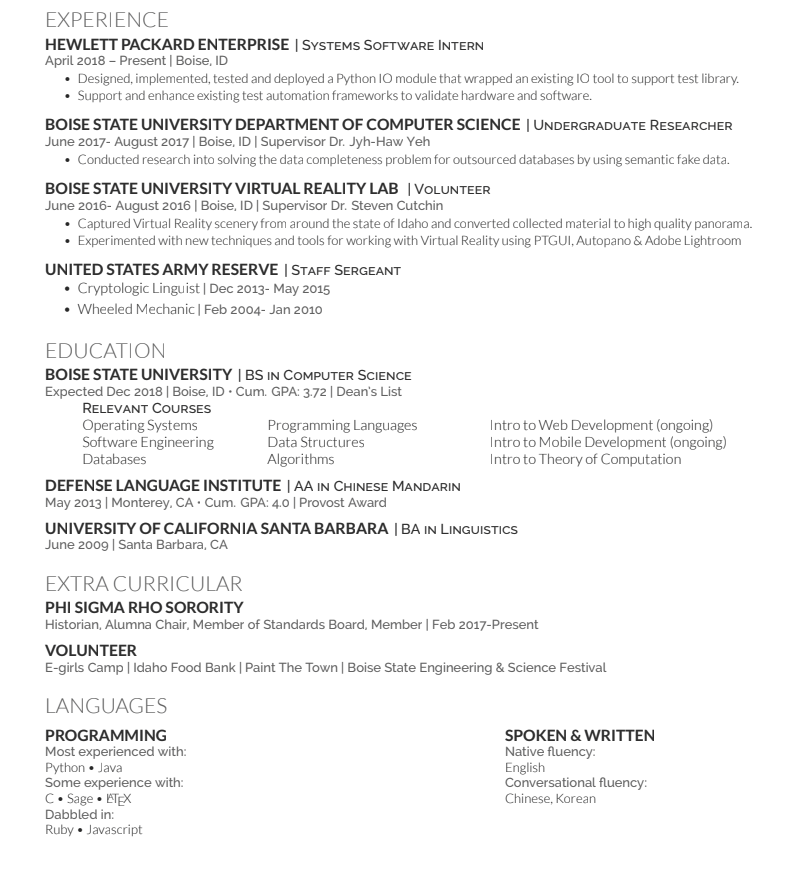 EXPERIENCE
HEWLETT PACKARD ENTERPRISE | Systems Software Intern
April 2018 – Present | Boise, ID
• Designed, implemented, tested and deployed a Python IO module that wrapped an existing IO tool to support test library.
• Support and enhance existing test automation frameworks to validate hardware and software.
BOISE STATE UNIVERSITY DEPARTMENT OF COMPUTER SCIENCE | Undergraduate Researcher
June 2017- August 2017 | Boise, ID | Supervisor Dr. Jyh-Haw Yeh
• Conducted research into solving the data completeness problem for outsourced databases by using semantic fake data.
BOISE STATE UNIVERSITY VIRTUAL REALITY LAB | Volunteer
June 2016- August 2016 | Boise, ID | Supervisor Dr. Steven Cutchin
• Captured Virtual Reality scenery from around the state of Idaho and converted collected material to high quality panorama.
• Experimented with new techniques and tools for working with Virtual Reality using PTGUI, Autopano & Adobe Lightroom
UNITED STATES ARMY RESERVE | Staff Sergeant
• Cryptologic Linguist | Dec 2013- May 2015
• Wheeled Mechanic | Feb 2004- Jan 2010
EDUCATION
BOISE STATE UNIVERSITY | BS in Computer Science
Expected Dec 2018 | Boise, ID • Cum. GPA: 3.72 | Dean's List
Relevant Courses
Operating Systems Programming Languages Intro to Web Development (ongoing)
Software Engineering Data Structures Intro to Mobile Development (ongoing)
Databases Algorithms Intro to Theory of Computation
DEFENSE LANGUAGE INSTITUTE | AA in Chinese Mandarin
May 2013 | Monterey, CA • Cum. GPA: 4.0 | Provost Award
UNIVERSITY OF CALIFORNIA SANTA BARBARA | BA in Linguistics
June 2009 | Santa Barbara, CA
EXTRA CURRICULAR
PHI SIGMA RHO SORORITY
Historian, Alumna Chair, Member of Standards Board, Member | Feb 2017-Present
VOLUNTEER
E-girls Camp | Idaho Food Bank | Paint The Town | Boise State Engineering & Science Festival
LANGUAGES
PROGRAMMING
Most experienced with:
Python • Java
Some experience with:
C • Sage • LATEX
Dabbled in:
Ruby • Javascript
SPOKEN & WRITTEN
Native fluency:
English
Conversational fluency:
Chinese, Korean